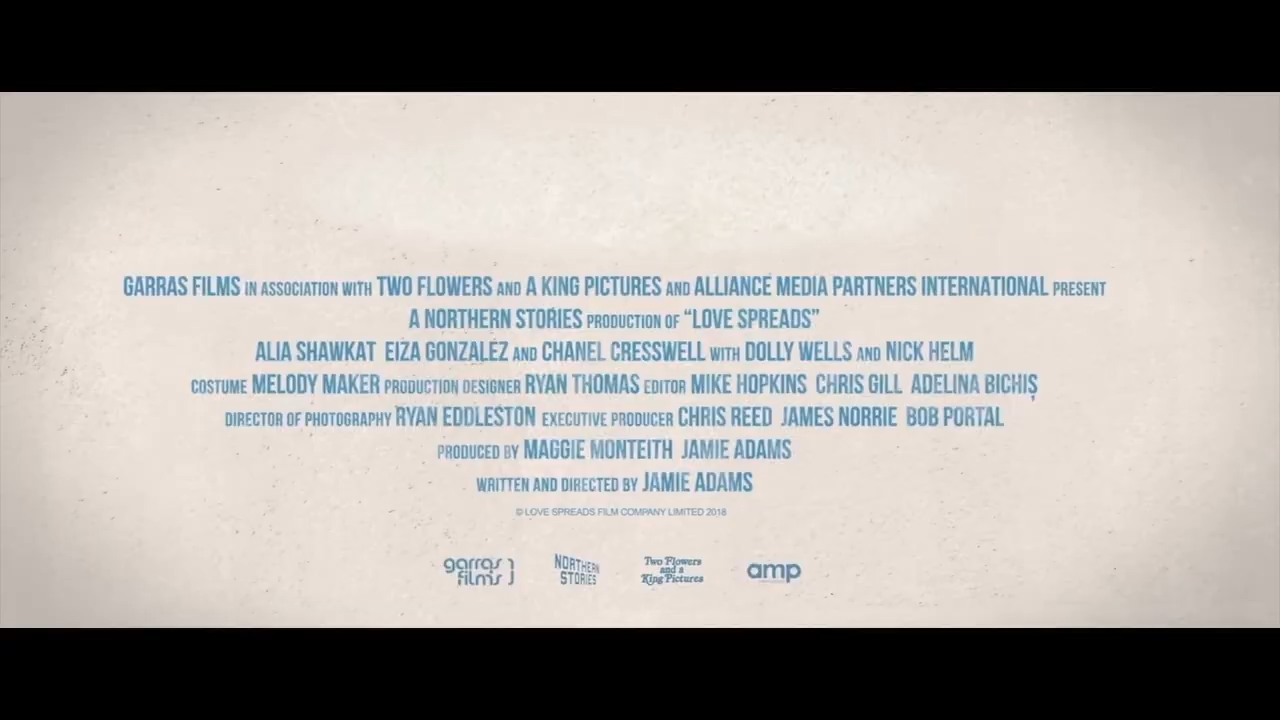 GARRAS FILMS IN ASSOCIATION WITH TWO FLOWERS AND A KING PICTURES AND ALLIANCE MEDIA PARTNERS INTERNATIONAL PRESENT
A NORTHERN STORIES PRODUCTION OF “LOVE SPREADS”
ALIA SHAWKAT EIZA GONZALEZ AND CHANEL CRESSWELL WITH DOLLY WELLS AND NICK HELM
COSTUME MELODY MAKER PRODUCTION DESIGNER RYAN THOMAS EDITOR MIKE HOPKINS CHRIS GILL ADELINA BICHIȘ
DIRECTOR OF PHOTOGRAPHY RYAN EDDLESTON EXECUTIVE PRODUCER CHRIS REED JAMES NORRIE BOB PORTAL
PRODUCED BY MAGGIE MONTEITH JAMIE ADAMS
WRITTEN AND DIRECTED BY JAMIE ADAMS
© LOVE SPREADS FILM COMPANY LIMITED 2018
garras films
NORTHERN STORIES
Two Flowers and a King Pictures
amp